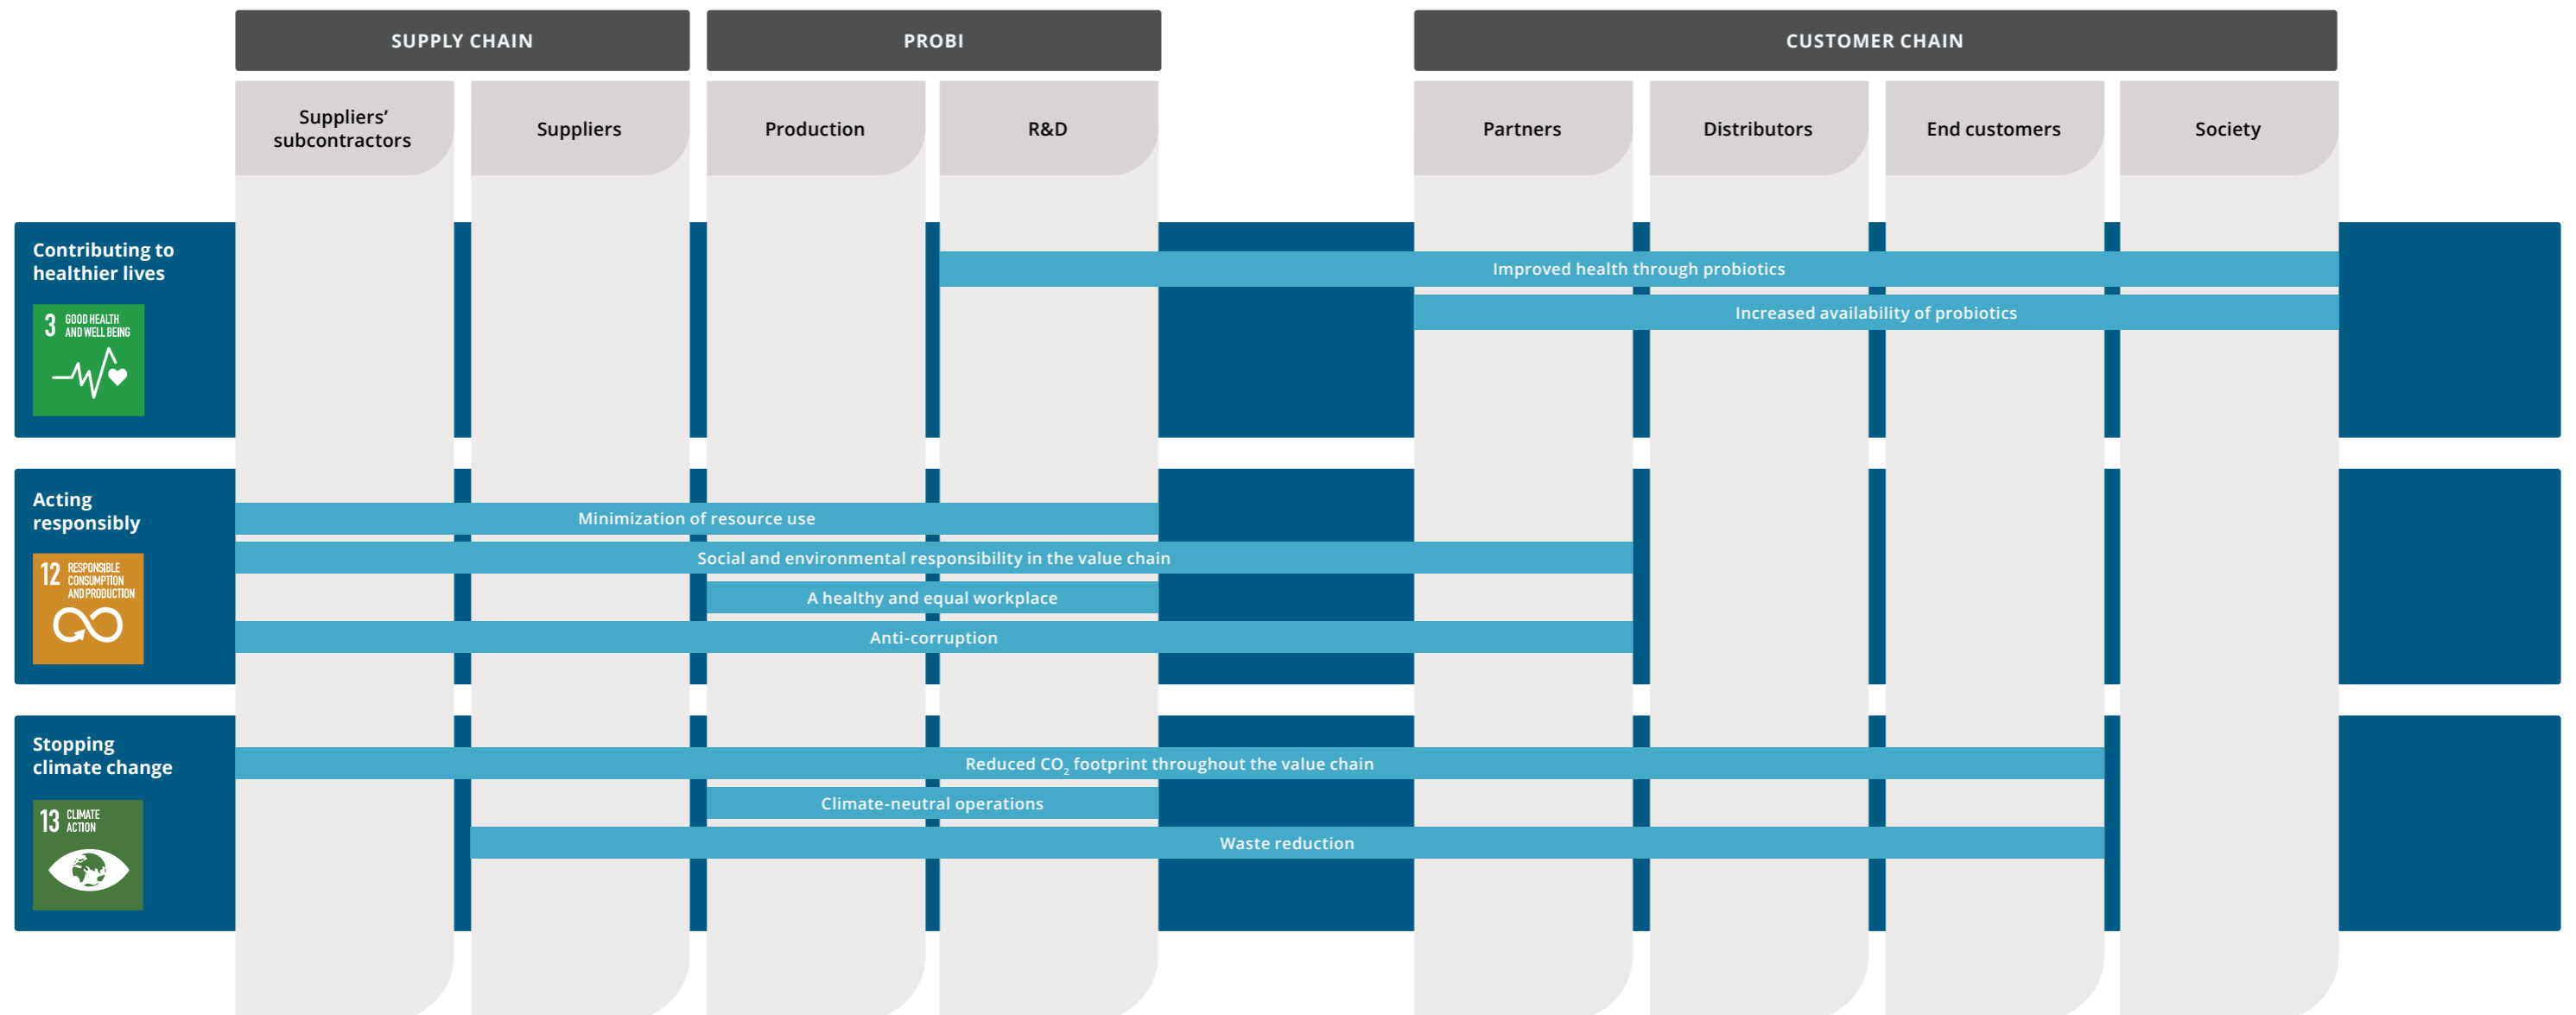 SUPPLY CHAIN
PROBI
CUSTOMER CHAIN
Suppliers’
subcontractors
Suppliers
Production
R&D
Partners
Distributors
End customers
Society
Contributing to
healthier lives
3 GOOD HEALTH
AND WELL BEING
Improved health through probiotics
Increased availability of probiotics
Acting
responsibly
12 RESPONSIBLE
CONSUMPTION
AND PRODUCTION
Minimization of resource use
Social and environmental responsibility in the value chain
A healthy and equal workplace
Anti-corruption
Stopping
climate change
13 CLIMATE
ACTION
Reduced CO₂ footprint throughout the value chain
Climate-neutral operations
Waste reduction